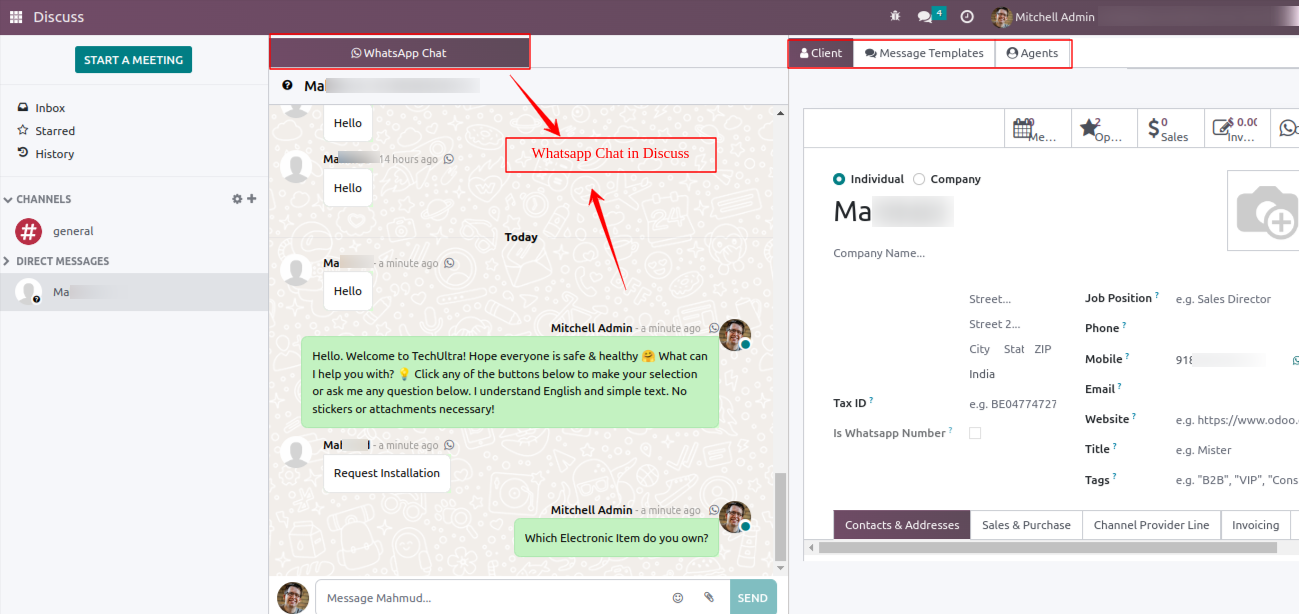 Discuss
4
Mitchell Admin
START A MEETING
Inbox
Starred
History
CHANNELS
general
DIRECT MESSAGES
Ma
WhatsApp Chat
Ma
Hello
Ma 14 hours ago
Hello
Whatsapp Chat in Discuss
Today
Ma - a minute ago
Hello
Mitchell Admin - a minute ago
Hello. Welcome to TechUltra! Hope everyone is safe & healthy 🤗 What can
I help you with? 💡 Click any of the buttons below to make your selection
or ask me any question below. I understand English and simple text. No
stickers or attachments necessary!
Mal - a minute ago
Request Installation
Mitchell Admin - a minute ago
Which Electronic Item do you own?
Message Mahmud...
SEND
Client
Message Templates
Agents
0
Me...
2
Op...
0
Sales
$ 0.00
Inv...
Individual
Company
Ma
Company Name...
Street...
Street 2...
City Stat ZIP
India
Tax ID ?
e.g. BE04774727
Is Whatsapp Number ?
Job Position ?
e.g. Sales Director
Phone ?
Mobile ?
918
Email ?
Website ?
e.g. https://www.odoo.
Title ?
e.g. Mister
Tags ?
e.g. "B2B", "VIP", "Cons
Contacts & Addresses
Sales & Purchase
Channel Provider Line
Invoicing